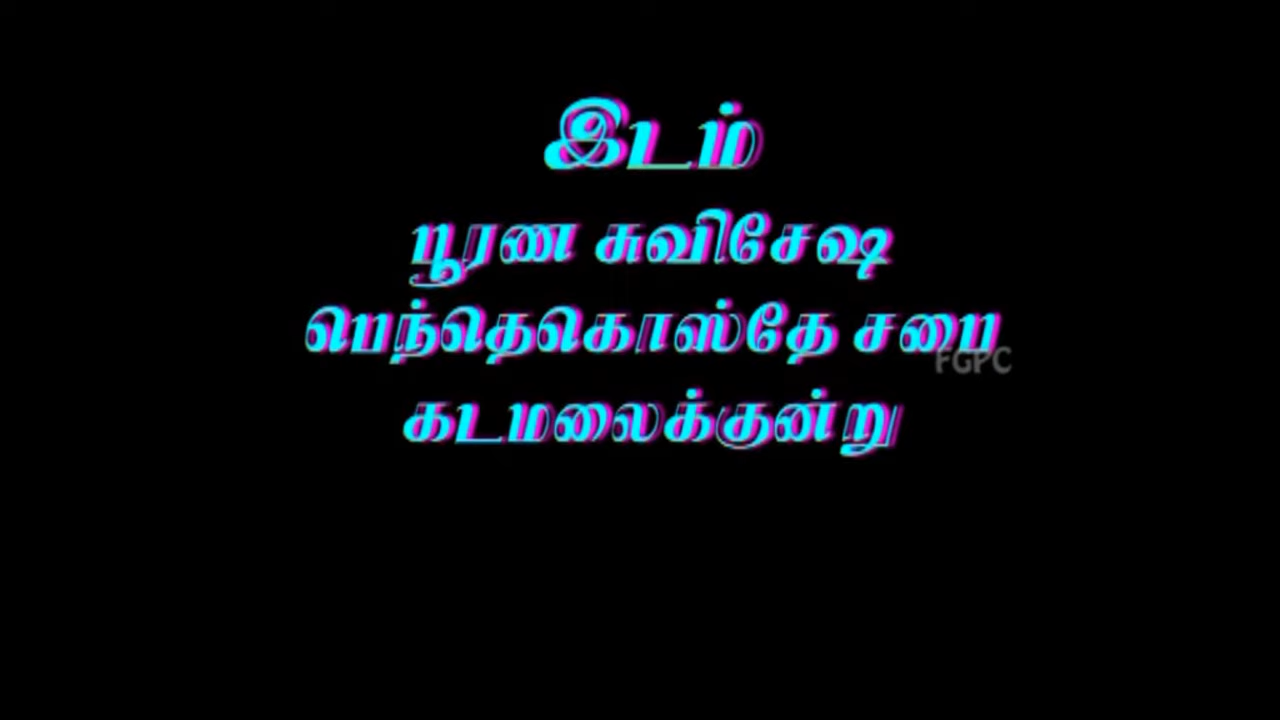 இடம்
பூரண சுவிசேஷ
பெந்தெகொஸ்தே சபை
FGPC
கடமலைக்குன்று